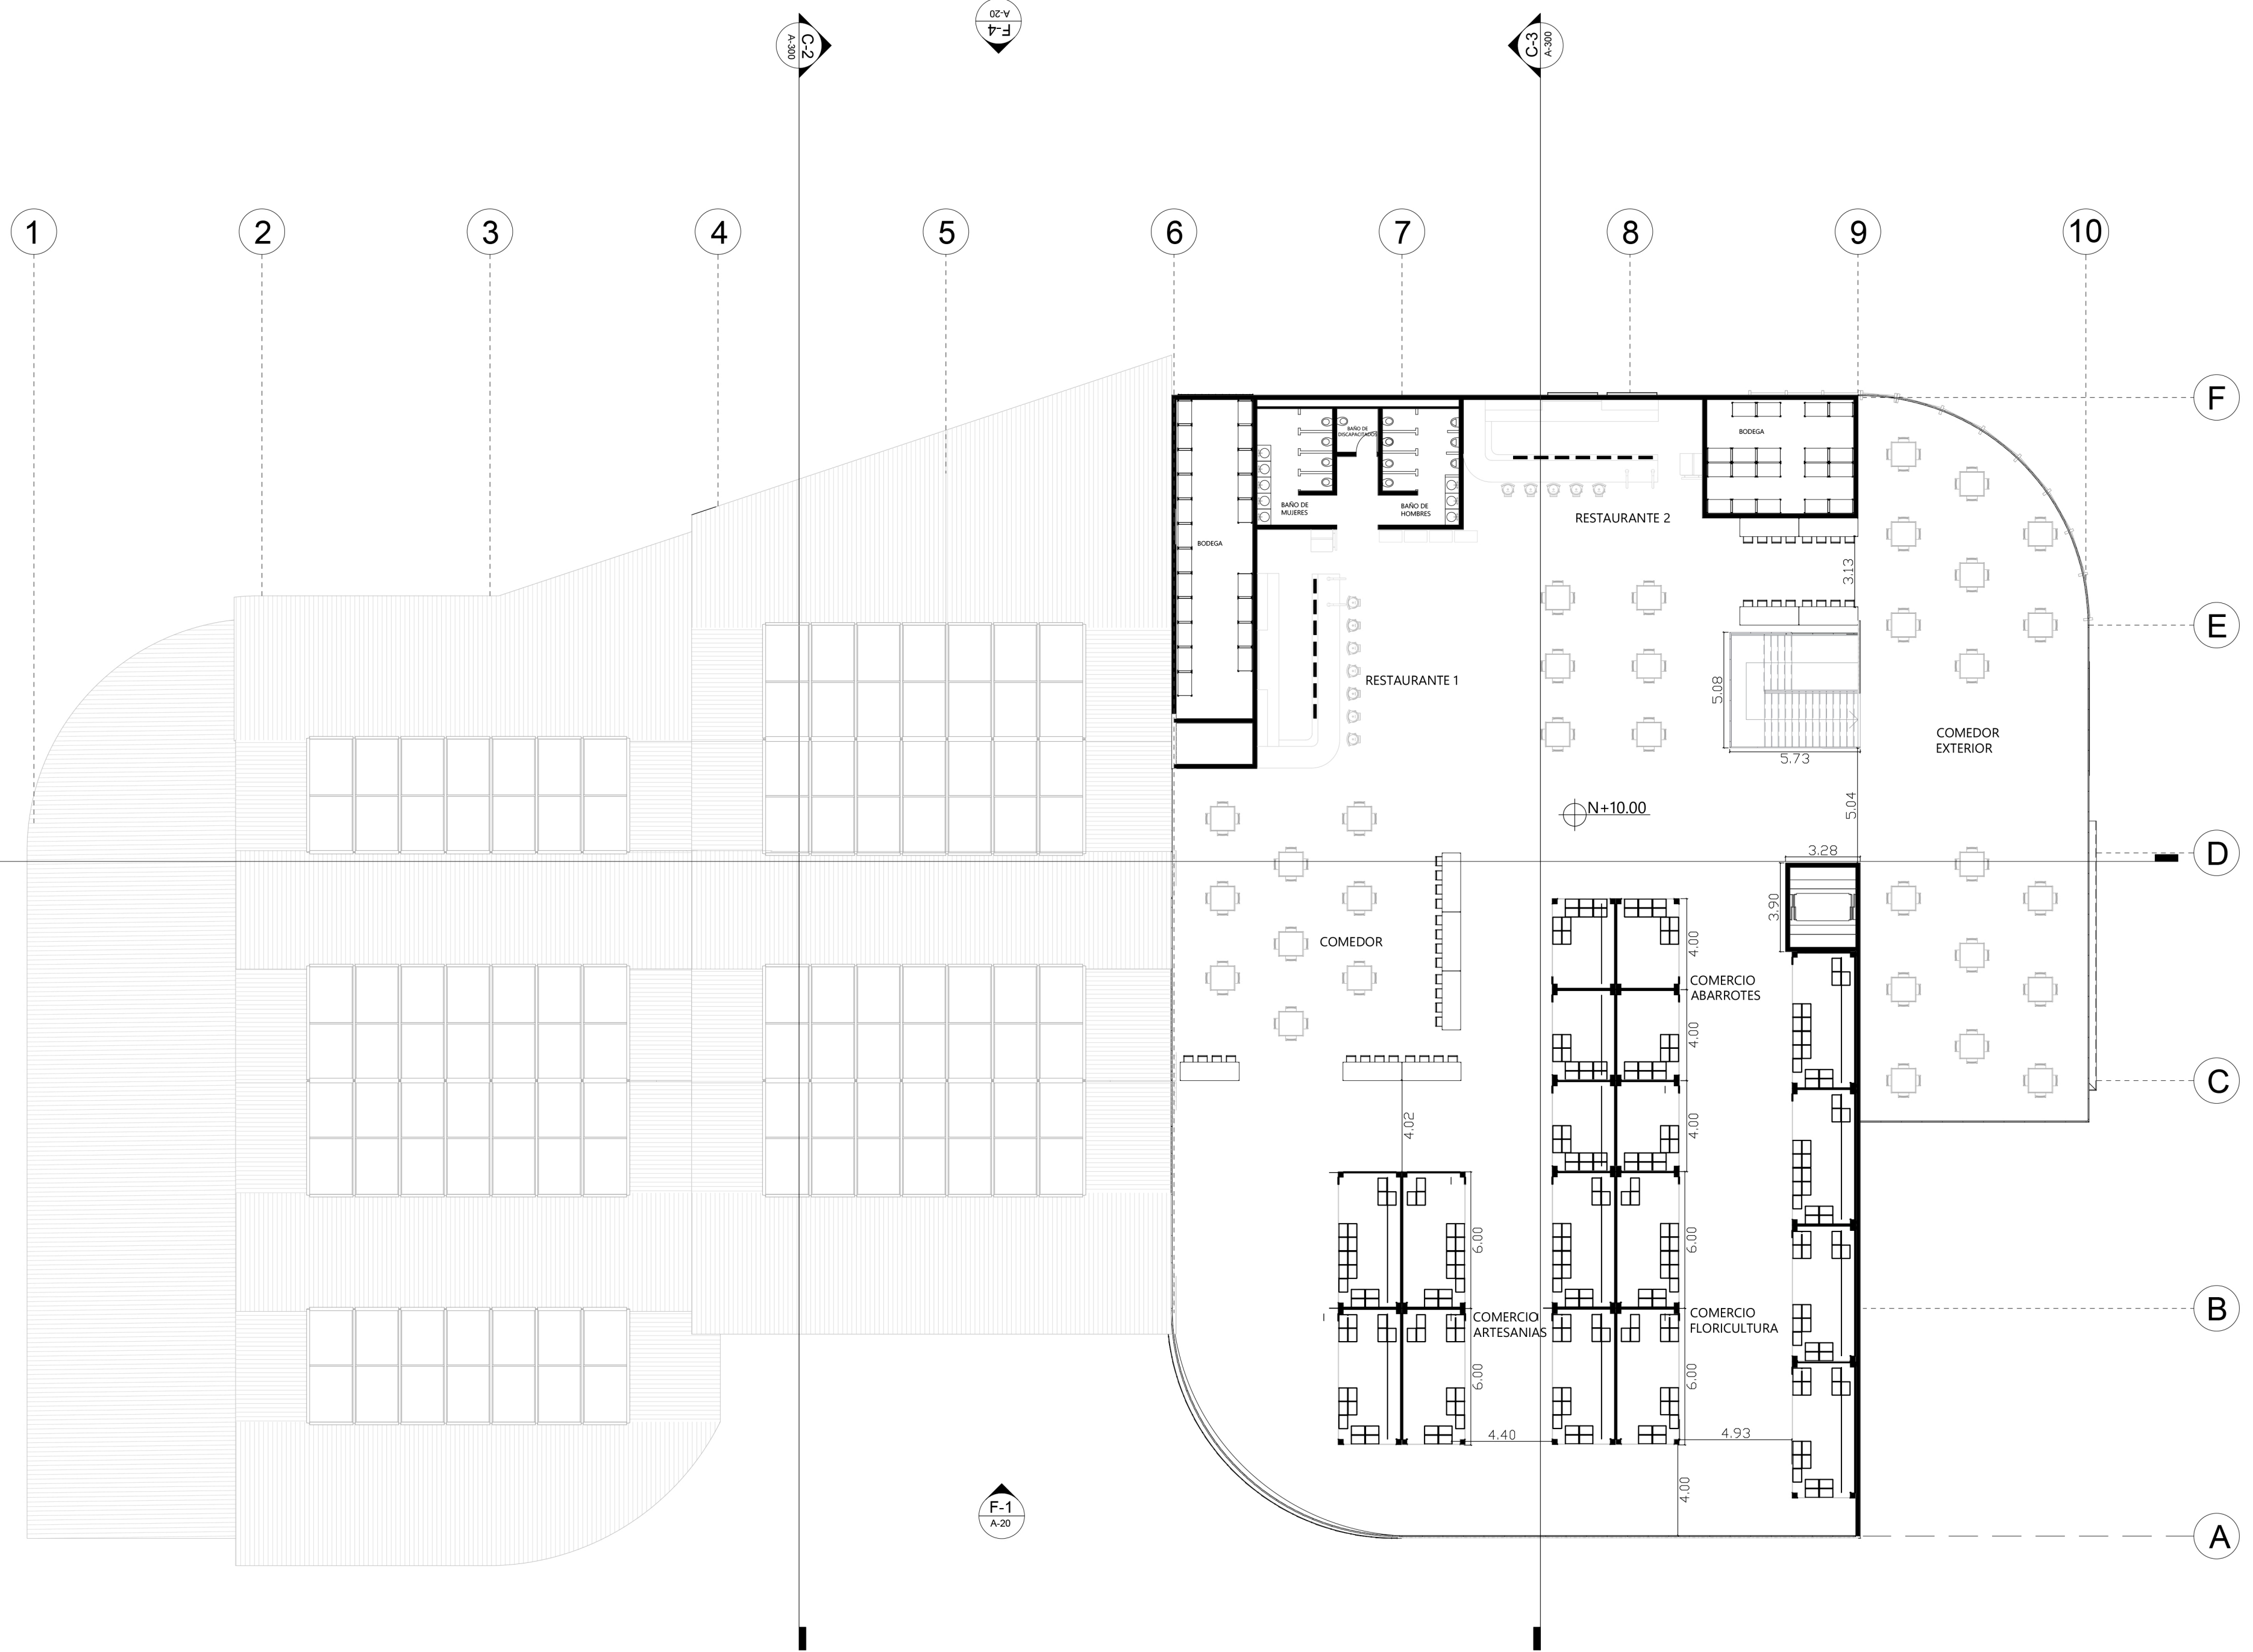 F-4
A-20
C-2
A-300
C-3
A-300
1
2
3
4
5
6
7
8
9
10
F
E
D
C
B
A
BAÑO DE
DISCAPACITADOS
BODEGA
BAÑO DE
MUJERES
BAÑO DE
HOMBRES
RESTAURANTE 2
BODEGA
3.13
RESTAURANTE 1
5.08
5.73
COMEDOR
EXTERIOR
N+10.00
5.04
3.28
3.90
COMEDOR
4.00
COMERCIO
ABARROTES
4.00
4.00
4.02
6.00
6.00
COMERCIO
ARTESANIAS
COMERCIO
FLORICULTURA
6.00
6.00
4.40
4.93
4.00
F-1
A-20